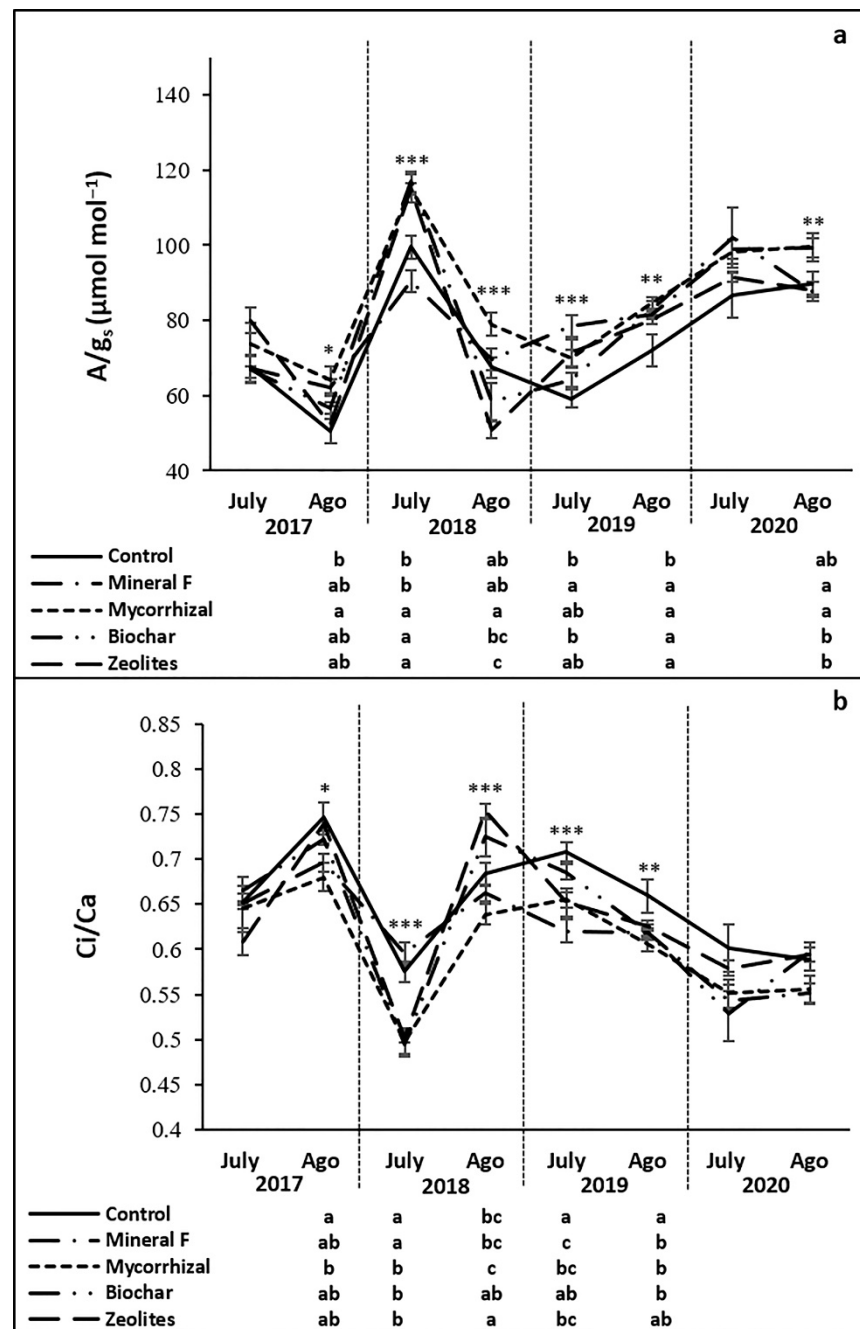 a
140
120
100
80
60
40
A/gs (µmol mol⁻¹)
*
***
***
***
**
**
July Ago July Ago July Ago July Ago
2017 2018 2019 2020
Control b b ab b b ab
Mineral F ab b ab a a a
Mycorrhizal a a a ab a a
Biochar ab a bc b a b
Zeolites ab a c ab a b
b
0.85
0.8
0.75
0.7
0.65
0.6
0.55
0.5
0.45
0.4
Ci/Ca
*
***
***
***
**
July Ago July Ago July Ago July Ago
2017 2018 2019 2020
Control a a bc a a
Mineral F ab a bc c b
Mycorrhizal b b c bc b
Biochar ab b ab ab b
Zeolites ab b a bc ab